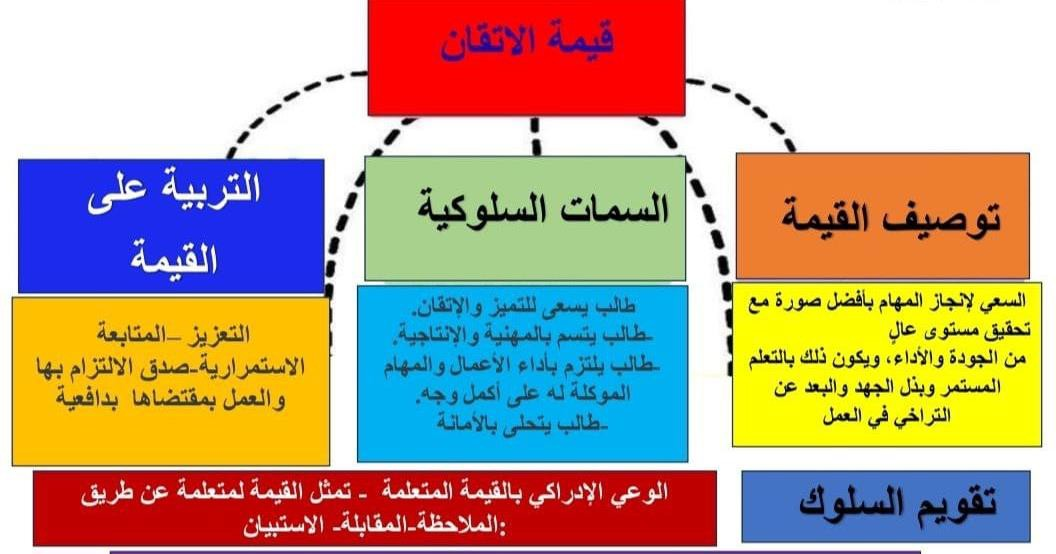 قيمة الاتقان
توصيف القيمة
السعي لإنجاز المهام بأفضل صورة مع
تحقيق مستوى عالٍ
من الجودة والأداء، ويكون ذلك بالتعلم
المستمر وبذل الجهد والبعد عن
التراخي في العمل
السمات السلوكية
طالب يسعى للتميز والإتقان.
-طالب يتسم بالمهنية والإنتاجية.
-طالب يلتزم بأداء الأعمال والمهام
الموكلة له على أكمل وجه.
-طالب يتحلى بالأمانة
التربية على
القيمة
التعزيز –المتابعة
الاستمرارية-صدق الالتزام بها
والعمل بمقتضاها بدافعية
تقويم السلوك
الوعي الإدراكي بالقيمة المتعلمة - تمثل القيمة لمتعلمة عن طريق
:الملاحظة-المقابلة- الاستبيان